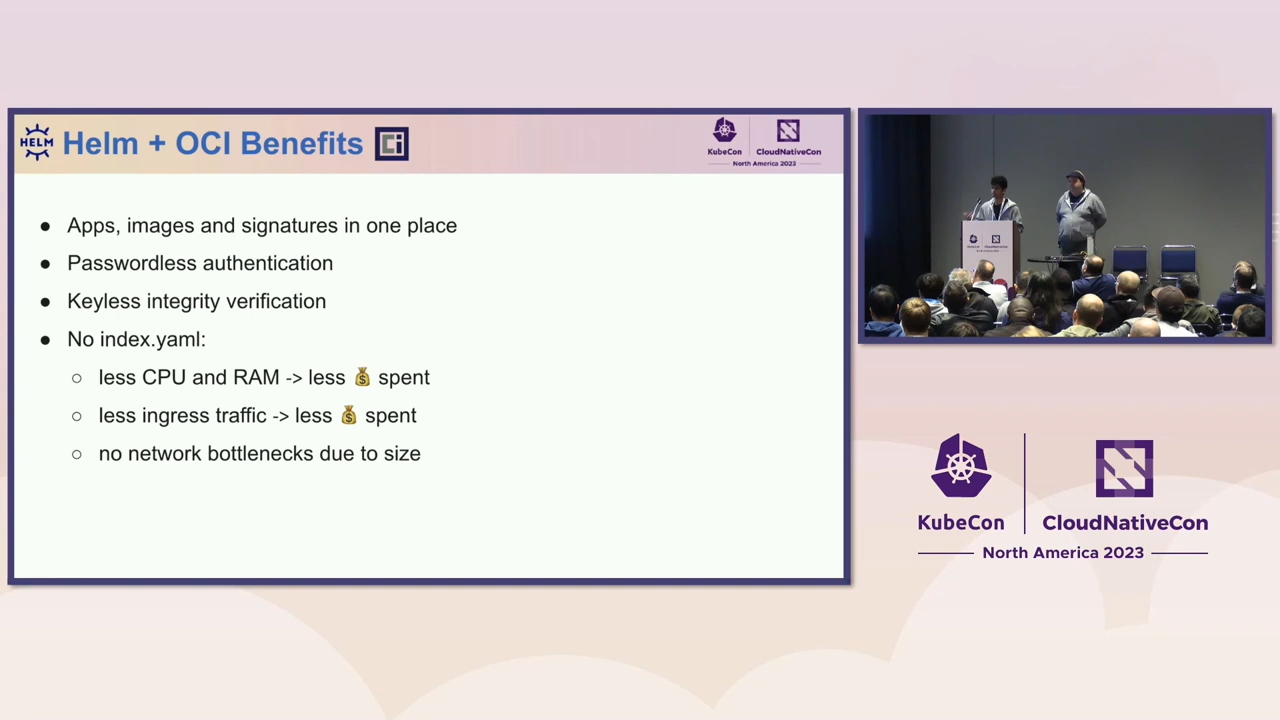 HELM
Helm + OCI Benefits
Ci
KubeCon
CloudNativeCon
North America 2023
● Apps, images and signatures in one place
● Passwordless authentication
● Keyless integrity verification
● No index.yaml:
○ less CPU and RAM -> less 💰 spent
○ less ingress traffic -> less 💰 spent
○ no network bottlenecks due to size
KubeCon
CloudNativeCon
North America 2023